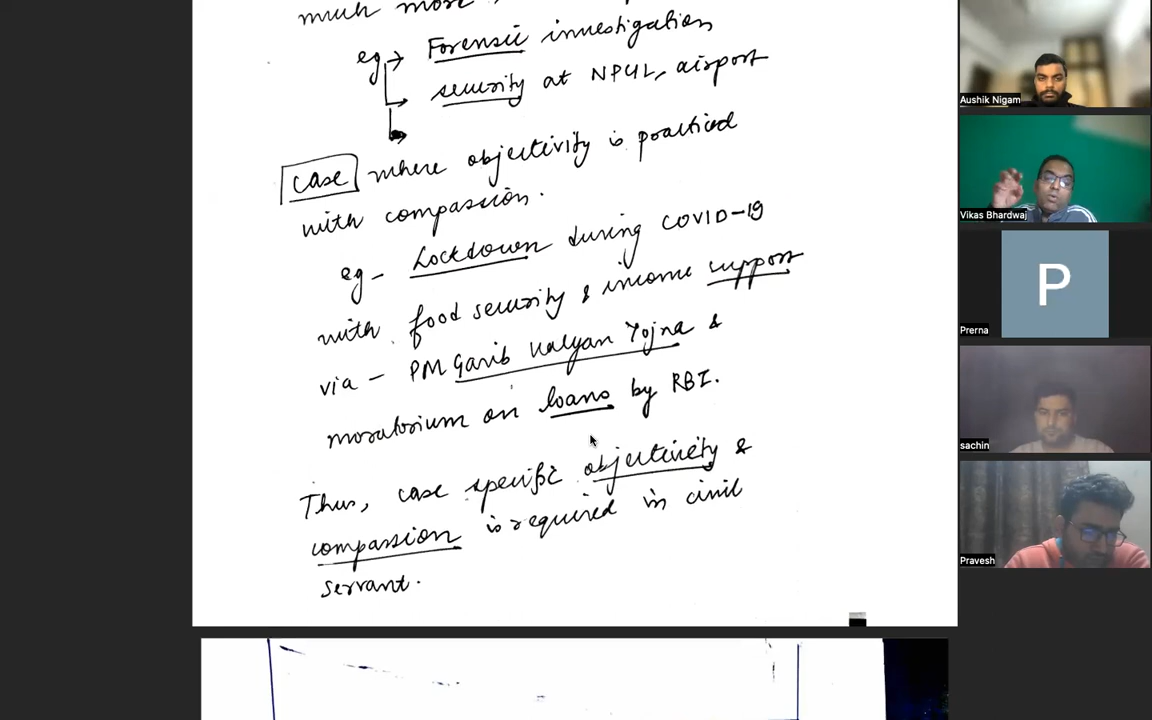 much more
eg → Forensic investigation
→ security at NPCIL, airport
→
Case where objectivity is practiced
with compassion.
eg - Lockdown during COVID-19
with food security & income support
via - PM Garib Kalyan Yojna &
moratorium on loans by RBI.
Thus, case specific objectivity &
compassion is required in civil
servant.
Aushik Nigam
Vikas Bhardwaj
P
Prerna
sachin
Pravesh